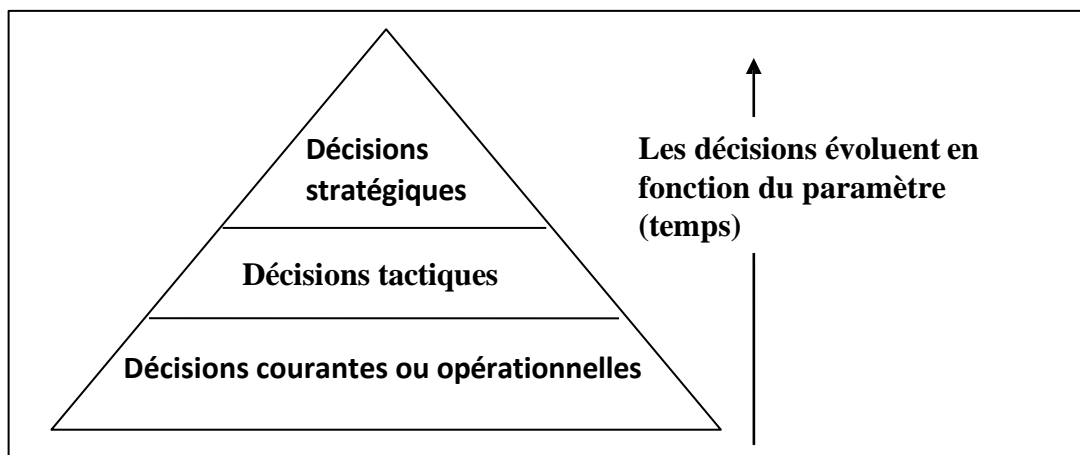 Décisions
stratégiques
Les décisions évoluent en
fonction du paramètre
(temps)
Décisions tactiques
Décisions courantes ou opérationnelles